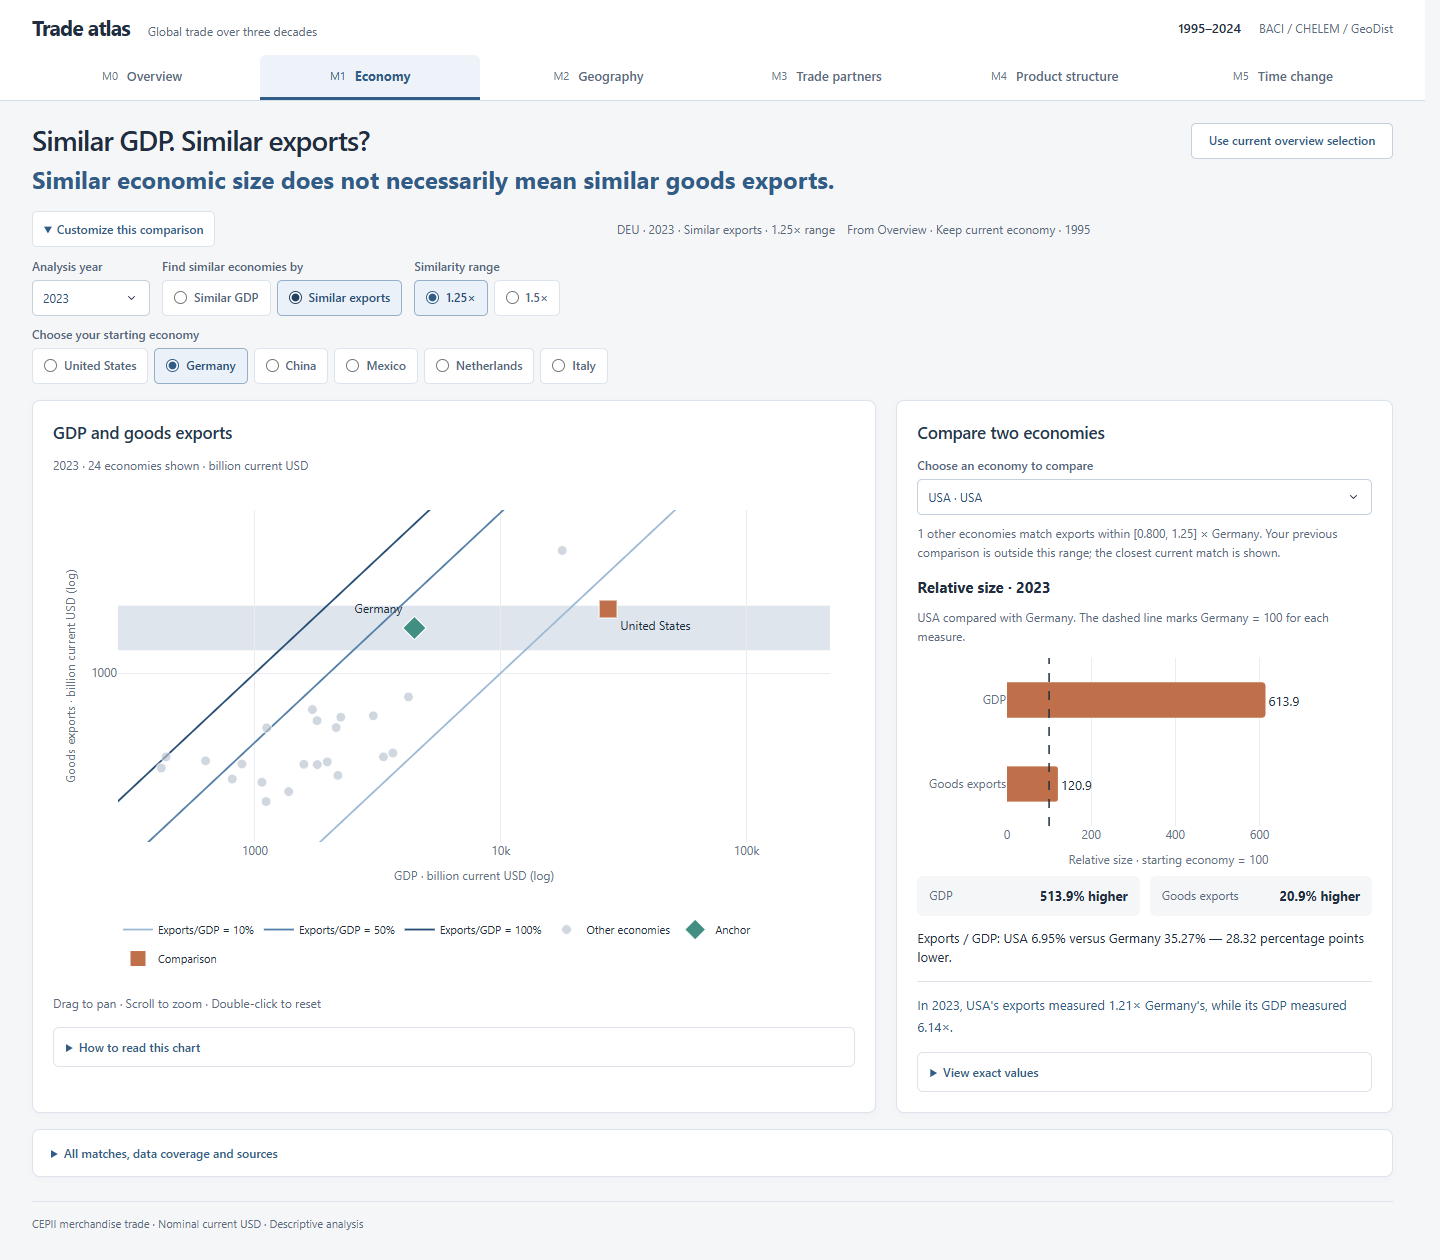 Trade atlas
Global trade over three decades
1995–2024
BACI / CHELEM / GeoDist
M0 Overview
M1 Economy
M2 Geography
M3 Trade partners
M4 Product structure
M5 Time change
Similar GDP. Similar exports?
Use current overview selection
Similar economic size does not necessarily mean similar goods exports.
▼ Customize this comparison
DEU · 2023 · Similar exports · 1.25× range
From Overview · Keep current economy · 1995
Analysis year
Find similar economies by
Similarity range
2023
Similar GDP
Similar exports
1.25×
1.5×
Choose your starting economy
United States
Germany
China
Mexico
Netherlands
Italy
GDP and goods exports
2023 · 24 economies shown · billion current USD
Goods exports · billion current USD (log)
1000
Germany
United States
1000
10k
100k
GDP · billion current USD (log)
Exports/GDP = 10%
Exports/GDP = 50%
Exports/GDP = 100%
Other economies
Anchor
Comparison
Drag to pan · Scroll to zoom · Double-click to reset
▶ How to read this chart
Compare two economies
Choose an economy to compare
USA · USA
1 other economies match exports within [0.800, 1.25] × Germany. Your previous
comparison is outside this range; the closest current match is shown.
Relative size · 2023
USA compared with Germany. The dashed line marks Germany = 100 for each
measure.
GDP
613.9
Goods exports
120.9
0
200
400
600
Relative size · starting economy = 100
GDP
513.9% higher
Goods exports
20.9% higher
Exports / GDP: USA 6.95% versus Germany 35.27% — 28.32 percentage points
lower.
In 2023, USA's exports measured 1.21× Germany's, while its GDP measured
6.14×.
▶ View exact values
▶ All matches, data coverage and sources
CEPII merchandise trade · Nominal current USD · Descriptive analysis